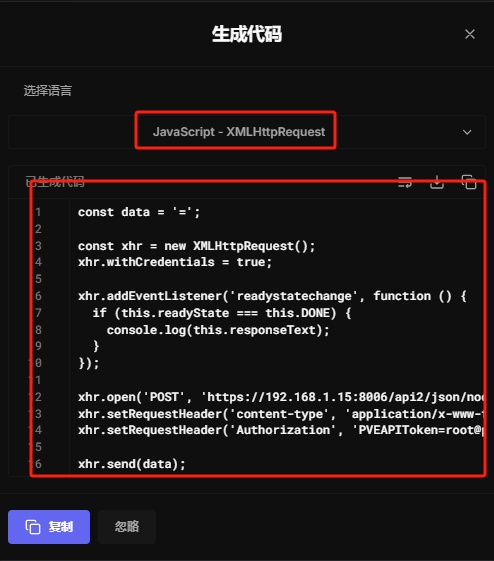 生成代码
选择语言
JavaScript - XMLHttpRequest
已生成代码
1 const data = '=';
2
3 const xhr = new XMLHttpRequest();
4 xhr.withCredentials = true;
5
6 xhr.addEventListener('readystatechange', function () {
7 if (this.readyState === this.DONE) {
8 console.log(this.responseText);
9 }
10 });
11
12 xhr.open('POST', 'https://192.168.1.15:8006/api2/json/no
13 xhr.setRequestHeader('content-type', 'application/x-www-
14 xhr.setRequestHeader('Authorization', 'PVEAPIToken=root@
15
16 xhr.send(data);
复制
忽略